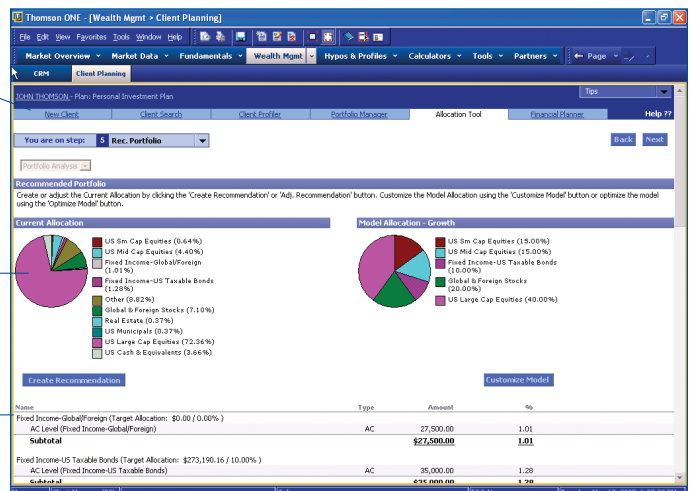 Thomson ONE - [Wealth Mgmt > Client Planning]
File Edit View Favorites Tools Window Help
Market Overview Market Data Fundamentals Wealth Mgmt Hypos & Profiles Calculators Tools Partners Page
CRM Client Planning
JOHN THOMSON - Plan: Personal Investment Plan Tips
New Client Client Search Client Profiler Portfolio Manager Allocation Tool Financial Planner Help ??
You are on step: 5 Rec. Portfolio Back Next
Portfolio Analysis
Recommended Portfolio
Create or adjust the Current Allocation by clicking the 'Create Recommendation' or 'Adj. Recommendation' button. Customize the Model Allocation using the 'Customize Model' button or optimize the model
using the 'Optimize Model' button.
Current Allocation
US Sm Cap Equities (0.64%)
US Mid Cap Equities (4.40%)
Fixed Income-Global/Foreign
(1.01%)
Fixed Income-US Taxable Bonds
(1.28%)
Other (8.82%)
Global & Foreign Stocks (7.10%)
Real Estate (0.37%)
US Municipals (0.37%)
US Large Cap Equities (72.36%)
US Cash & Equivalents (3.66%)
Model Allocation - Growth
US Sm Cap Equities (15.00%)
US Mid Cap Equities (15.00%)
Fixed Income-US Taxable Bonds
(10.00%)
Global & Foreign Stocks
(20.00%)
US Large Cap Equities (40.00%)
Create Recommendation Customize Model
Name Type Amount %
Fixed Income-Global/Foreign (Target Allocation: $0.00 / 0.00% )
AC Level (Fixed Income-Global/Foreign) AC 27,500.00 1.01
Subtotal $27,500.00 1.01
Fixed Income-US Taxable Bonds (Target Allocation: $273,190.16 / 10.00% )
AC Level (Fixed Income-US Taxable Bonds) AC 35,000.00 1.28
Subtotal $35,000.00 1.28